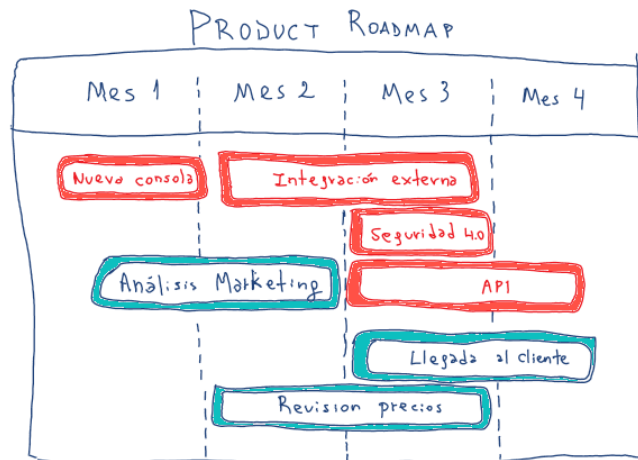 PRODUCT ROADMAP
Mes 1 Mes 2 Mes 3 Mes 4
Nueva consola Integración externa
Seguridad 4.0
Análisis Marketing API
Llegada al cliente
Revision precios